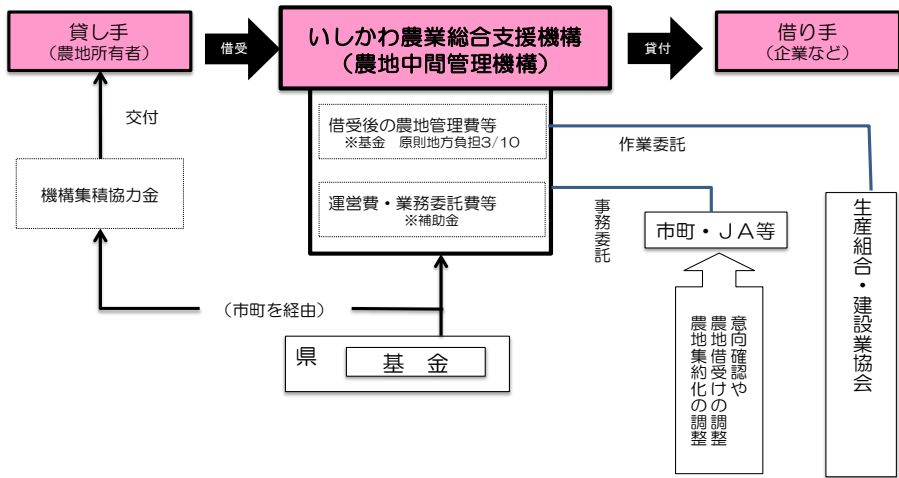 貸し手
（農地所有者）
借受
いしかわ農業総合支援機構
（農地中間管理機構）
貸付
借り手
（企業など）
交付
借受後の農地管理費等
※基金　原則地方負担3/10
作業委託
機構集積協力金
運営費・業務委託費等
※補助金
事務委託
市町・ＪＡ等
生産組合・建設業協会
（市町を経由）
意向確認や
農地借受けの調整
農地集約化の調整
県
基　金